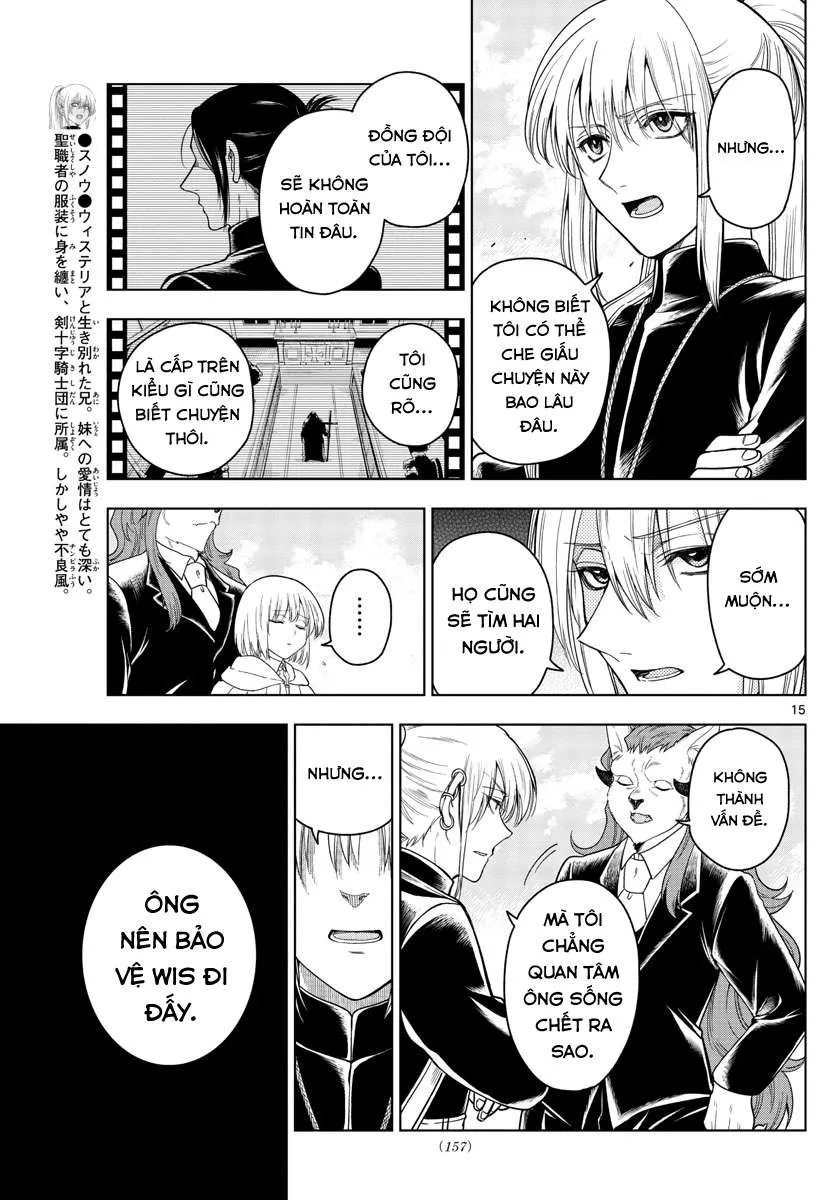 NHƯNG...
KHÔNG BIẾT
TÔI CÓ THỂ
CHE GIẤU
CHUYỆN NÀY
BAO LÂU
ĐÂU.
ĐỒNG ĐỘI
CỦA TÔI...
SẼ KHÔNG
HOÀN TOÀN
TIN ĐÂU.
TÔI
CŨNG
RÕ...
LÀ CẤP TRÊN
KIỂU GÌ CŨNG
BIẾT CHUYỆN
THÔI.
●スノウ●ウィステリアと生き別れた兄。妹への愛情はとても深い。
聖職者の服装に身を纏い、剣十字騎士団に所属。しかしやや不良風。
SỚM
MUỘN...
HỌ CŨNG
SẼ TÌM HAI
NGƯỜI.
......
15
KHÔNG
THÀNH
VẤN ĐỀ.
MÀ TÔI
CHẲNG
QUAN TÂM
ÔNG SỐNG
CHẾT RA
SAO.
NHƯNG...
ÔNG
NÊN BẢO
VỆ WIS ĐI
ĐẤY.
(157)